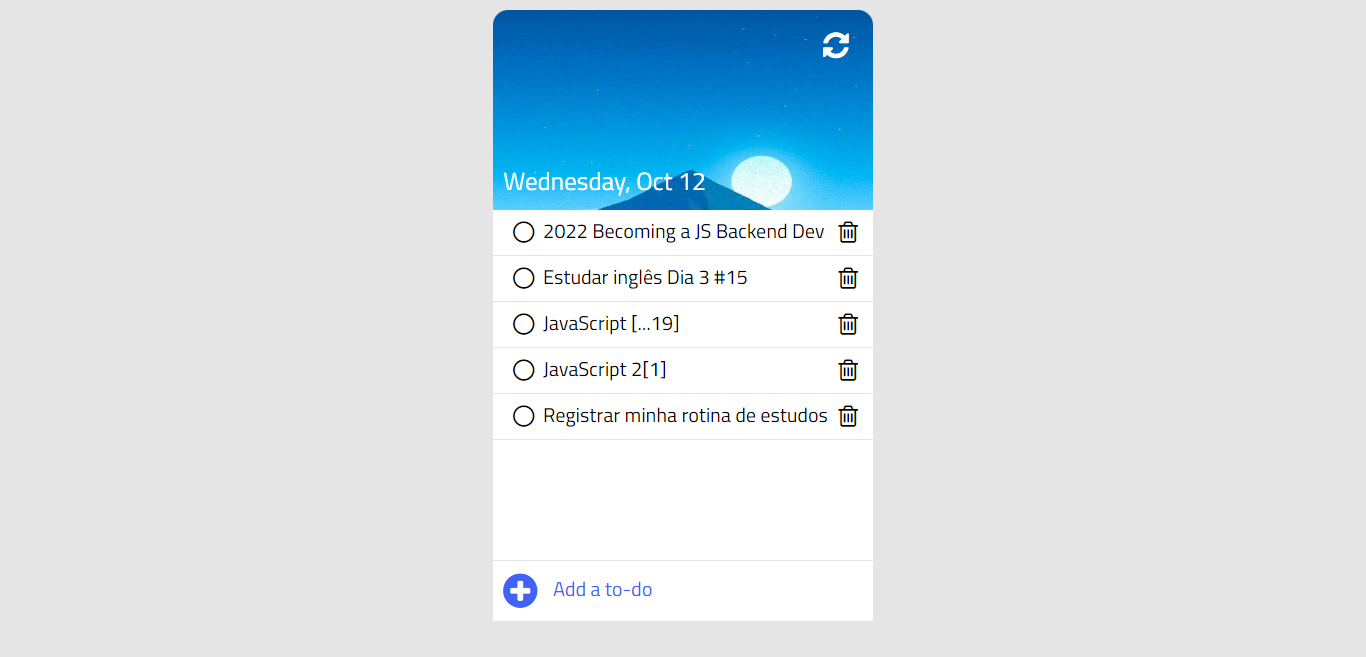 Wednesday, Oct 12
2022 Becoming a JS Backend Dev
Estudar inglês Dia 3 #15
JavaScript [...19]
JavaScript 2[1]
Registrar minha rotina de estudos
Add a to-do